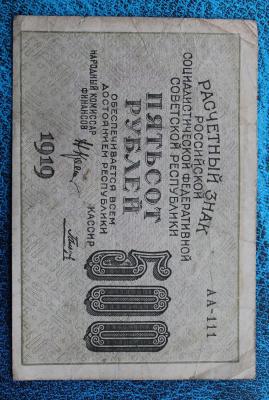 РАСЧЕТНЫЙ ЗНАК
РОССИЙСКОЙ
СОЦИАЛИСТИЧЕСКОЙ ФЕДЕРАТИВНОЙ
СОВЕТСКОЙ РЕСПУБЛИКИ
АА-111
ПЯТЬСОТ
РУБЛЕЙ
500
ОБЕСПЕЧИВАЕТСЯ ВСЕМ
ДОСТОЯНИЕМ РЕСПУБЛИКИ
НАРОДНЫЙ КОМИССАР
ФИНАНСОВ
КАССИР
1919